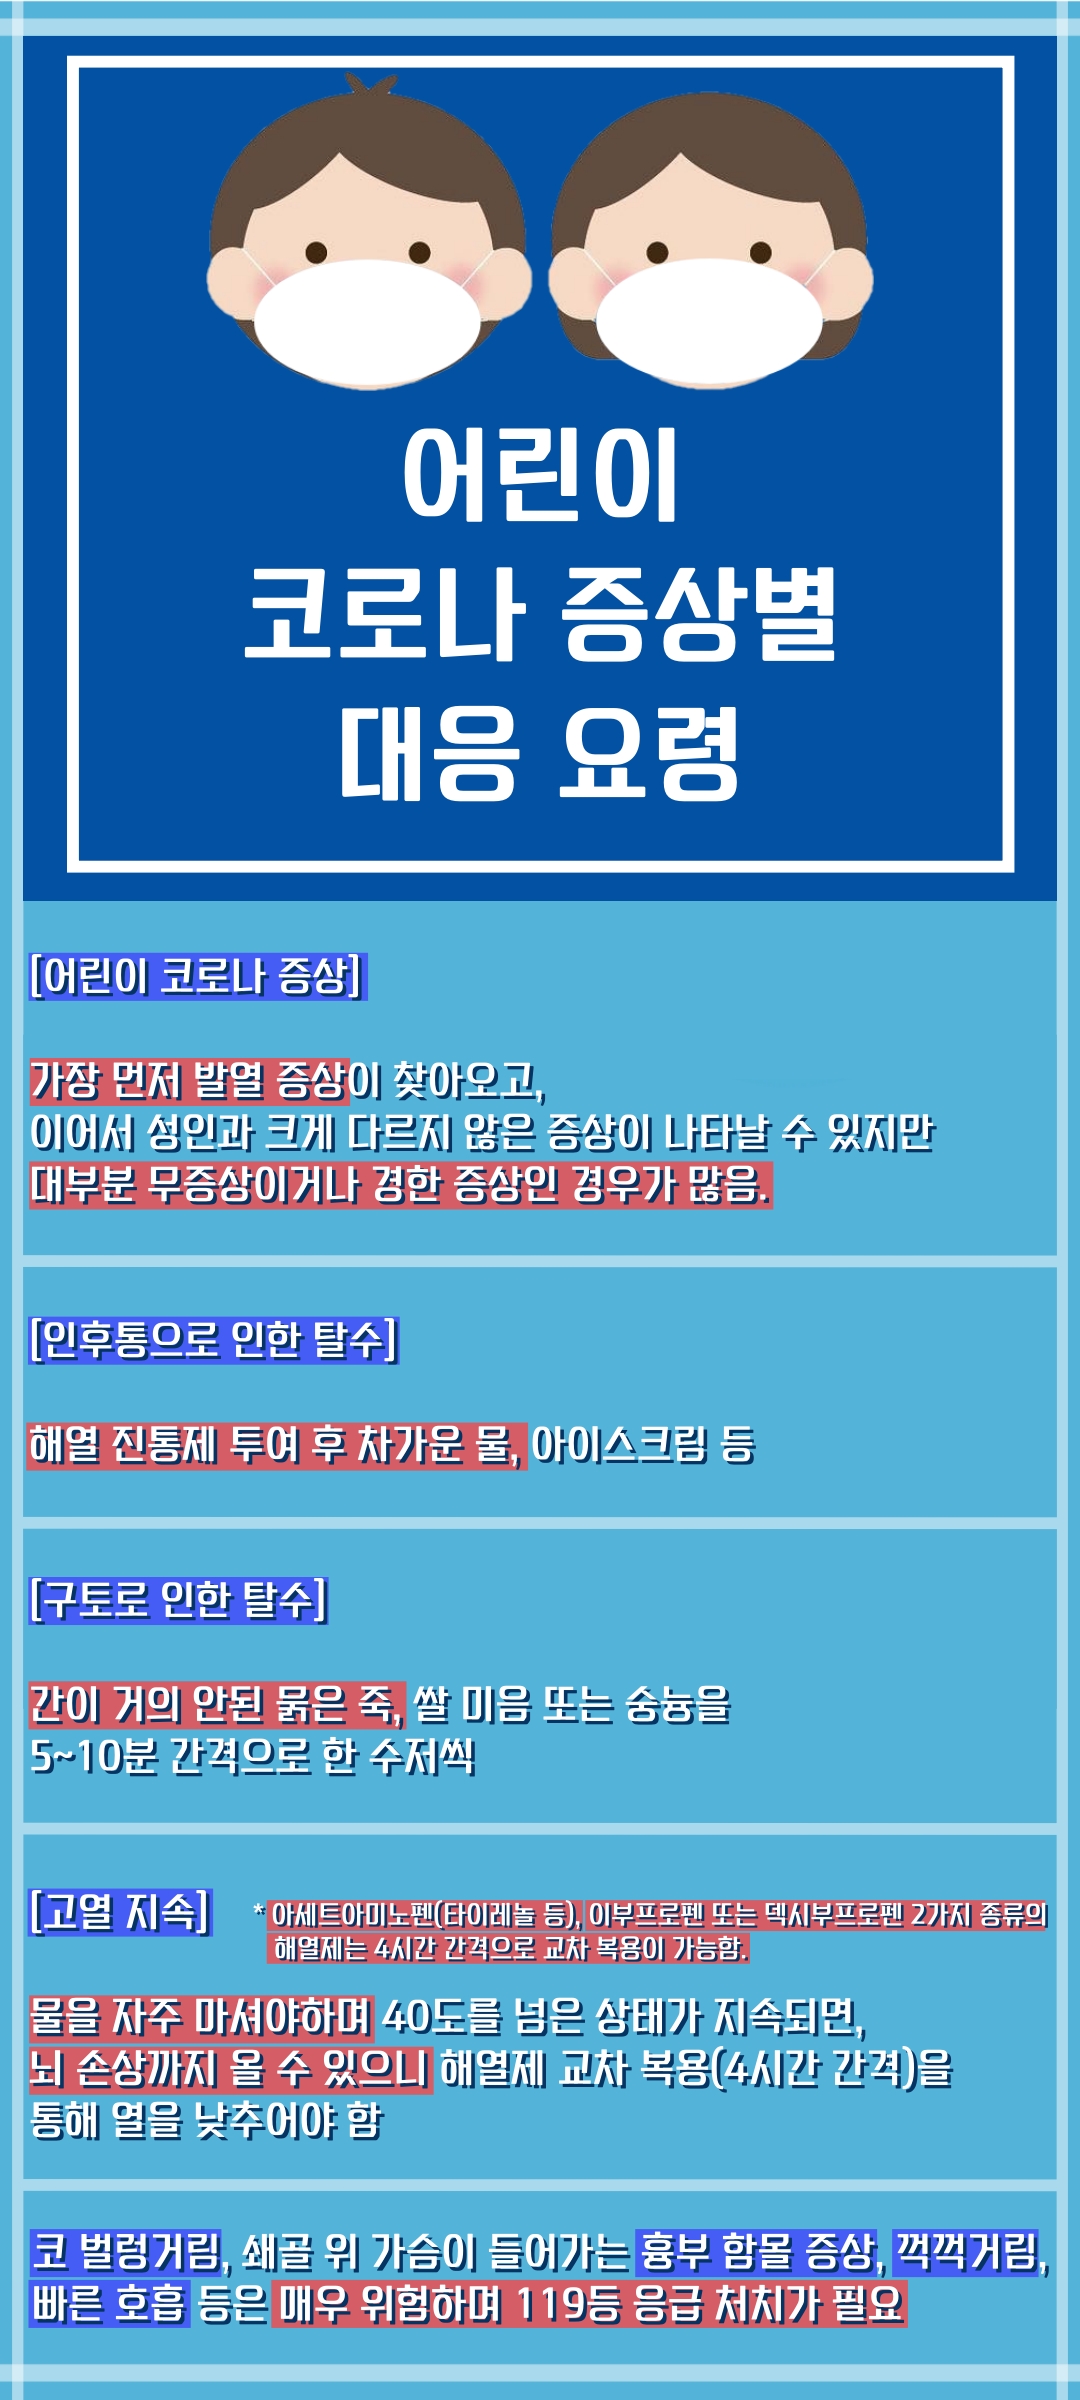 어린이
코로나 증상별
대응 요령
[어린이 코로나 증상]
가장 먼저 발열 증상이 찾아오고,
이어서 성인과 크게 다르지 않은 증상이 나타날 수 있지만
대부분 무증상이거나 경한 증상인 경우가 많음.
[인후통으로 인한 탈수]
해열 진통제 투여 후 차가운 물, 아이스크림 등
[구토로 인한 탈수]
간이 거의 안된 묽은 죽, 쌀 미음 또는 숭늉을
5~10분 간격으로 한 수저씩
[고열 지속]
* 아세트아미노펜(타이레놀 등), 이부프로펜 또는 덱시부프로펜 2가지 종류의
해열제는 4시간 간격으로 교차 복용이 가능함.
물을 자주 마셔야하며 40도를 넘은 상태가 지속되면,
뇌 손상까지 올 수 있으니 해열제 교차 복용(4시간 간격)을
통해 열을 낮추어야 함
코 벌렁거림, 쇄골 위 가슴이 들어가는 흉부 함몰 증상, 꺽꺽거림,
빠른 호흡 등은 매우 위험하며 119등 응급 처치가 필요